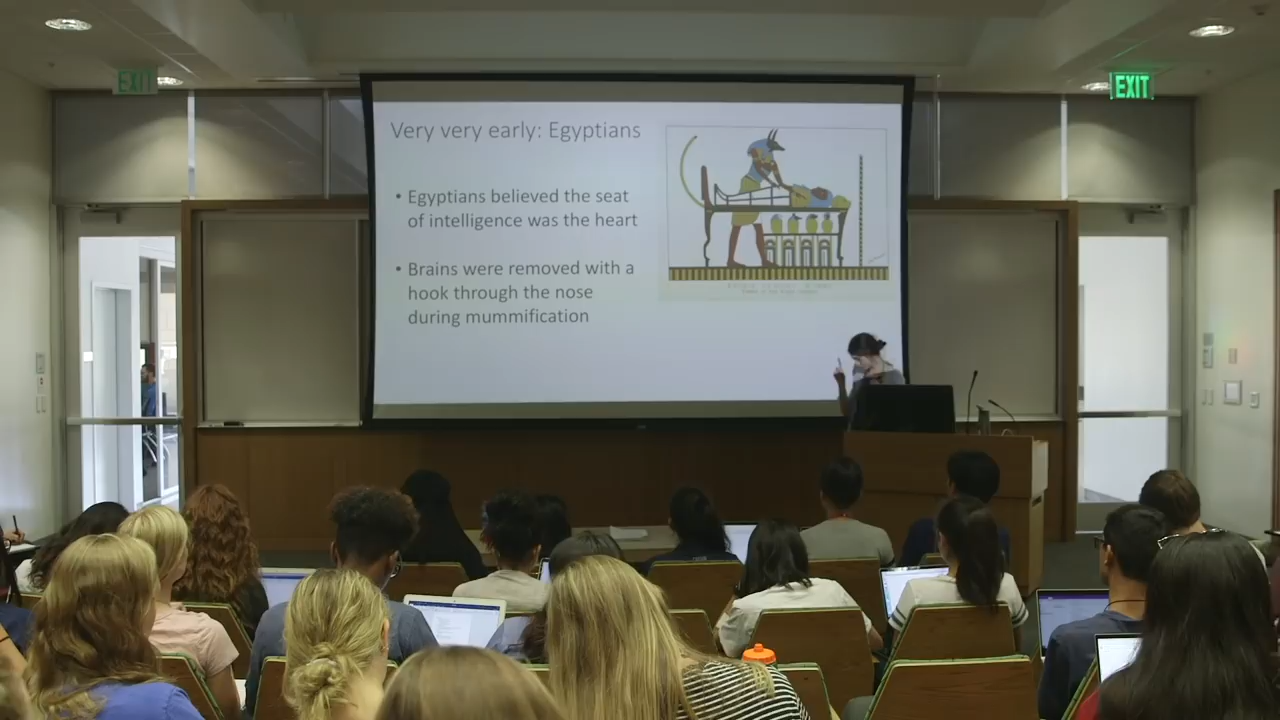 EXIT
EXIT
Very very early: Egyptians
• Egyptians believed the seat
of intelligence was the heart
• Brains were removed with a
hook through the nose
during mummification